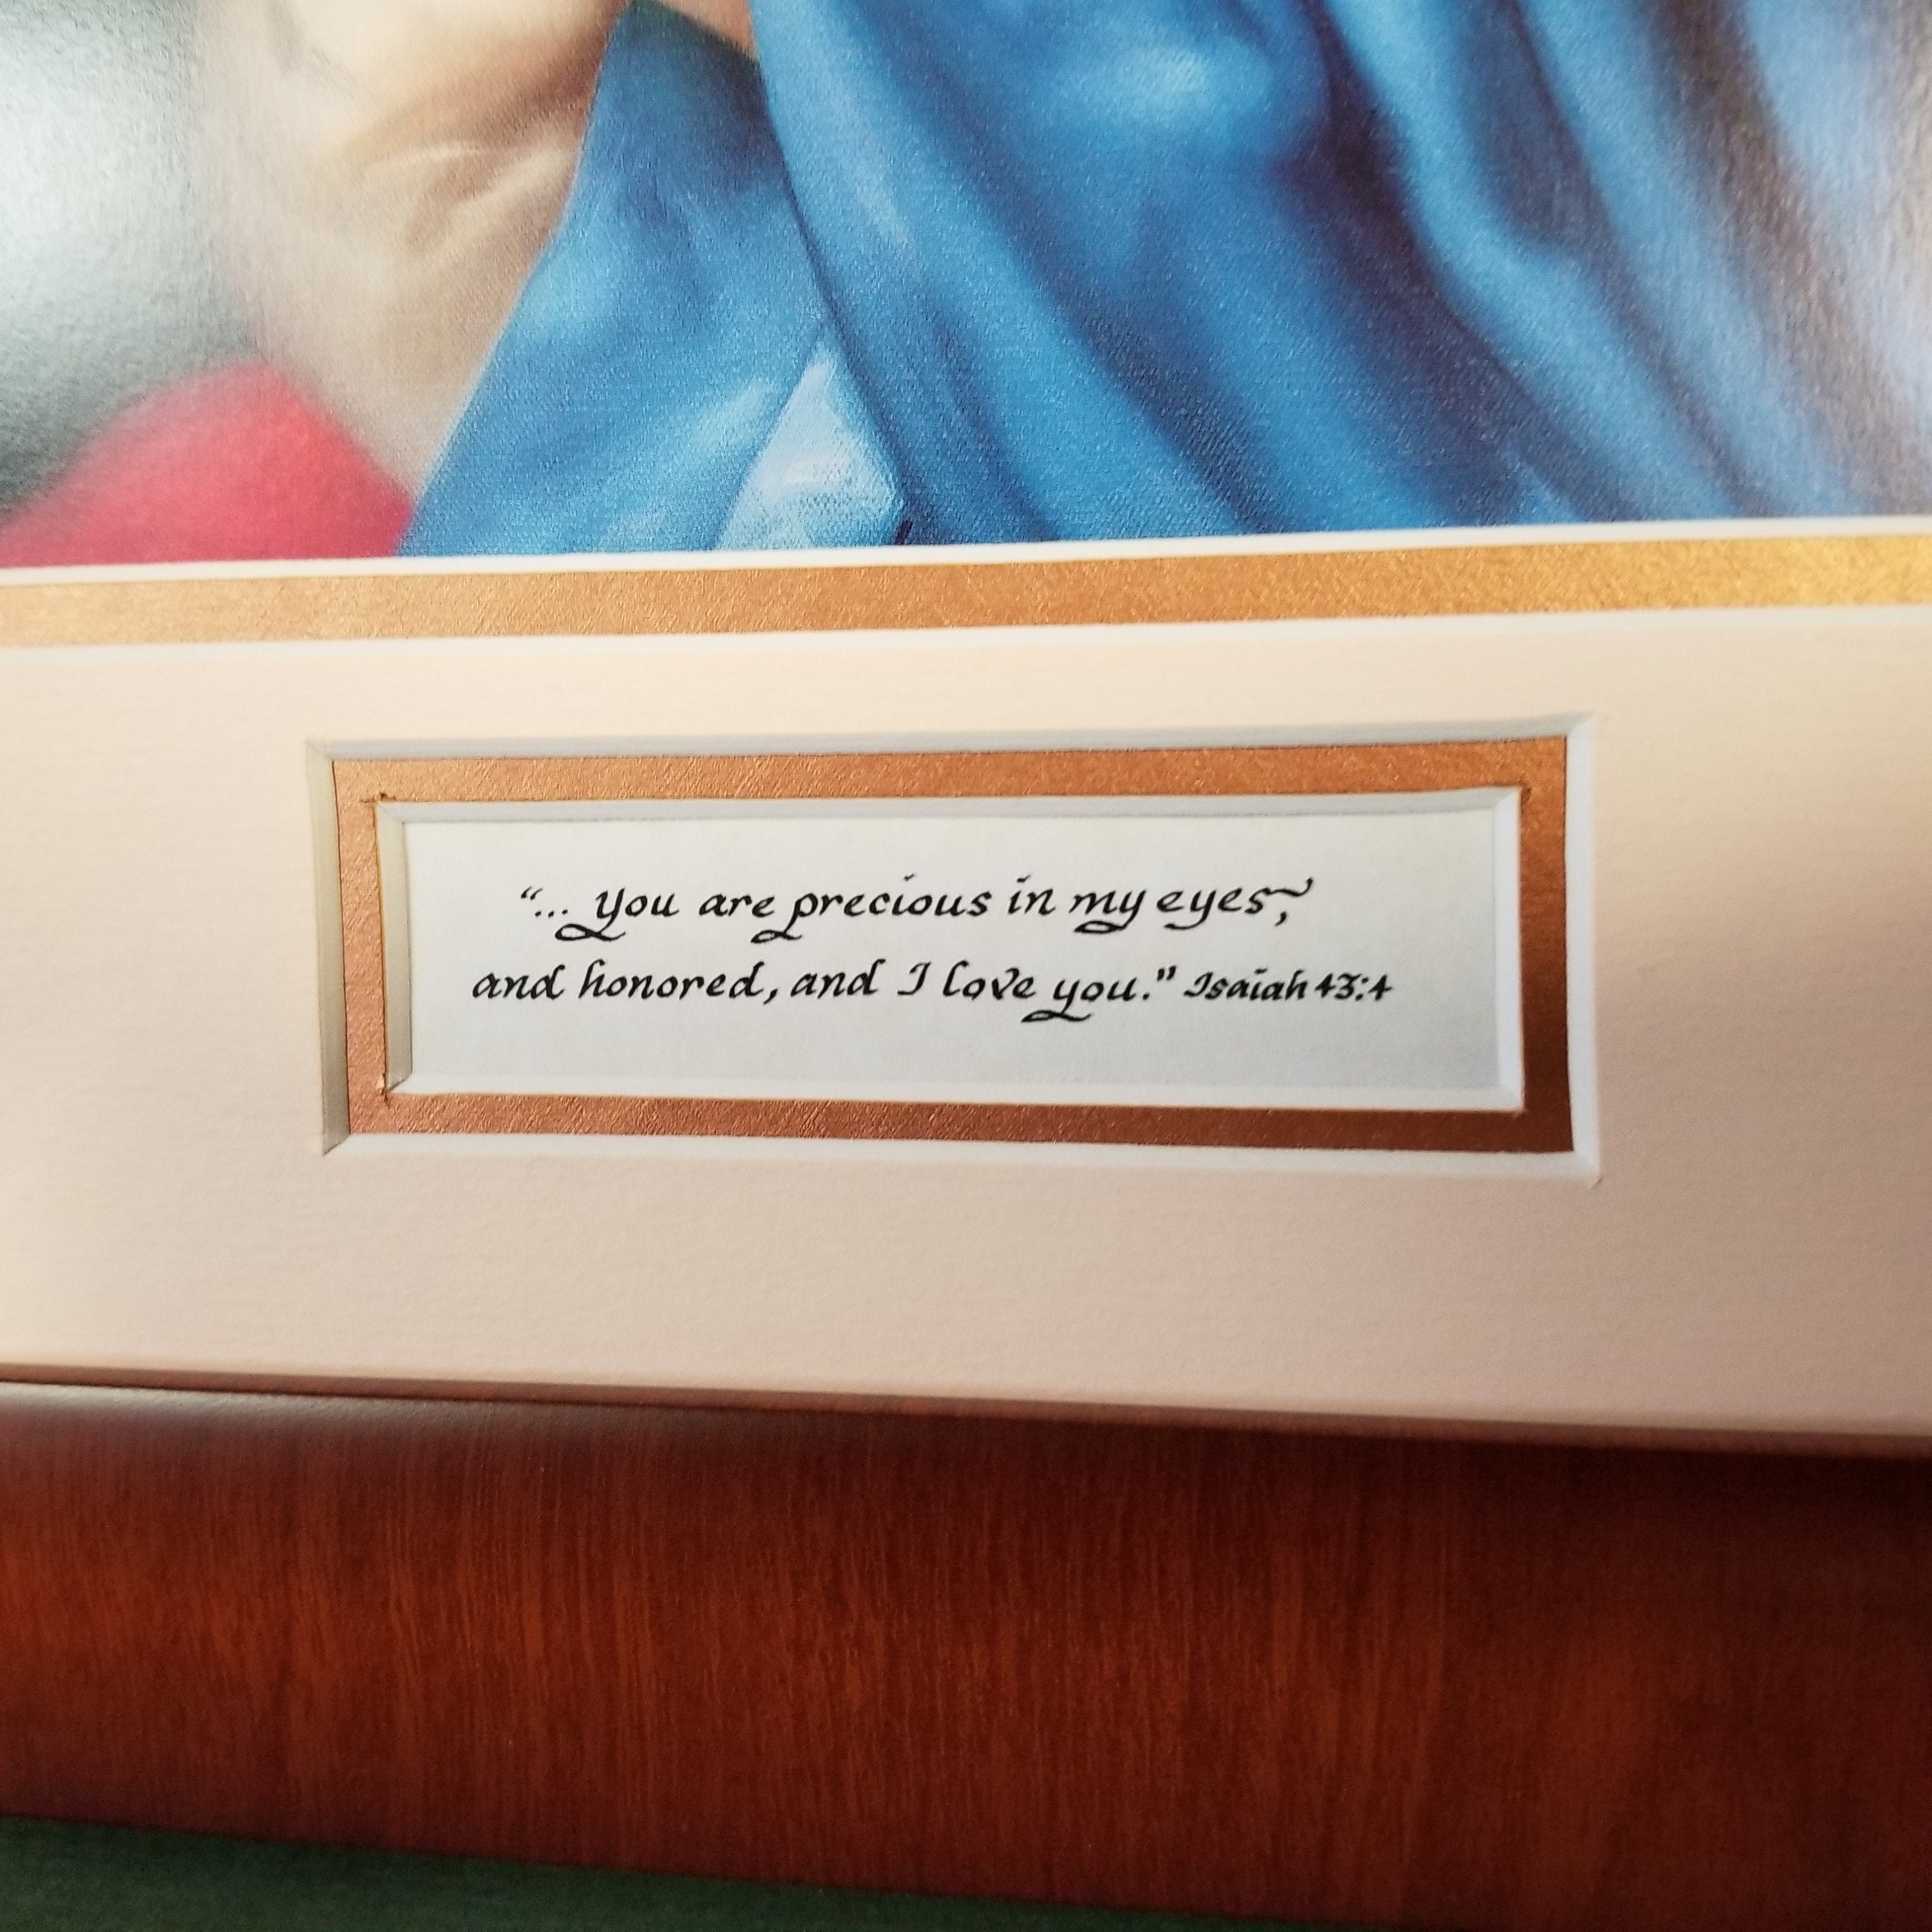 “... you are precious in my eyes,
and honored, and I love you.” Isaiah 43:4